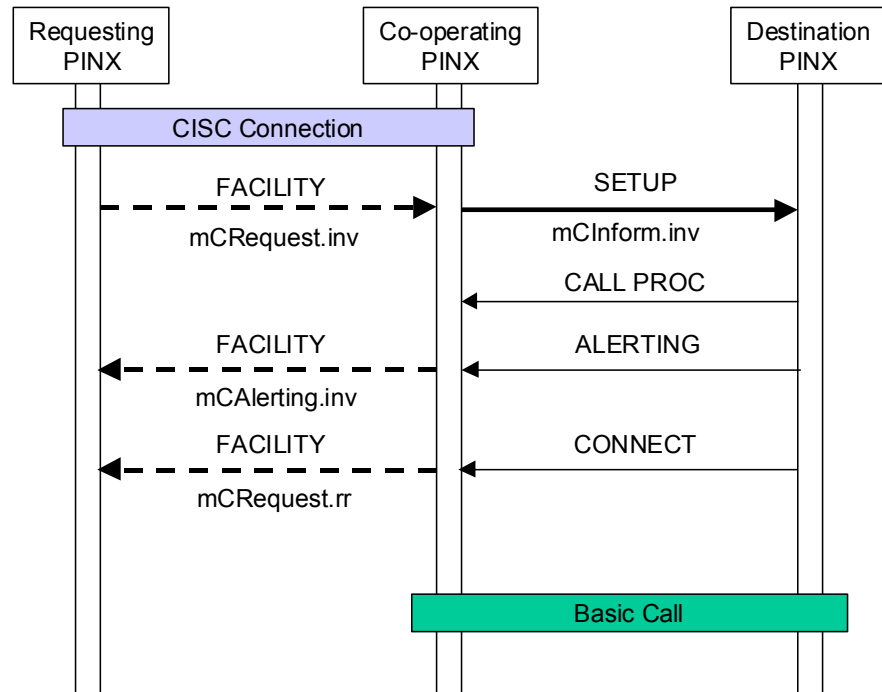 Requesting
PINX
Co-operating
PINX
Destination
PINX
CISC Connection
FACILITY
SETUP
mCRequest.inv
mCInform.inv
CALL PROC
FACILITY
ALERTING
mCAlerting.inv
FACILITY
CONNECT
mCRequest.rr
Basic Call